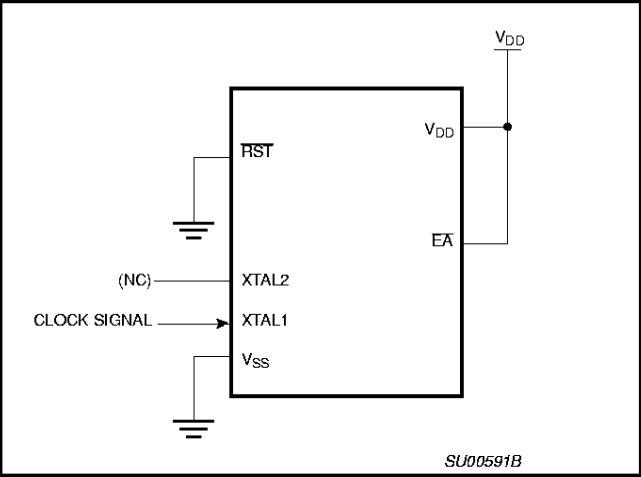 VDD
VDD
RST
EA
(NC)
XTAL2
CLOCK SIGNAL
XTAL1
VSS
SU00591B